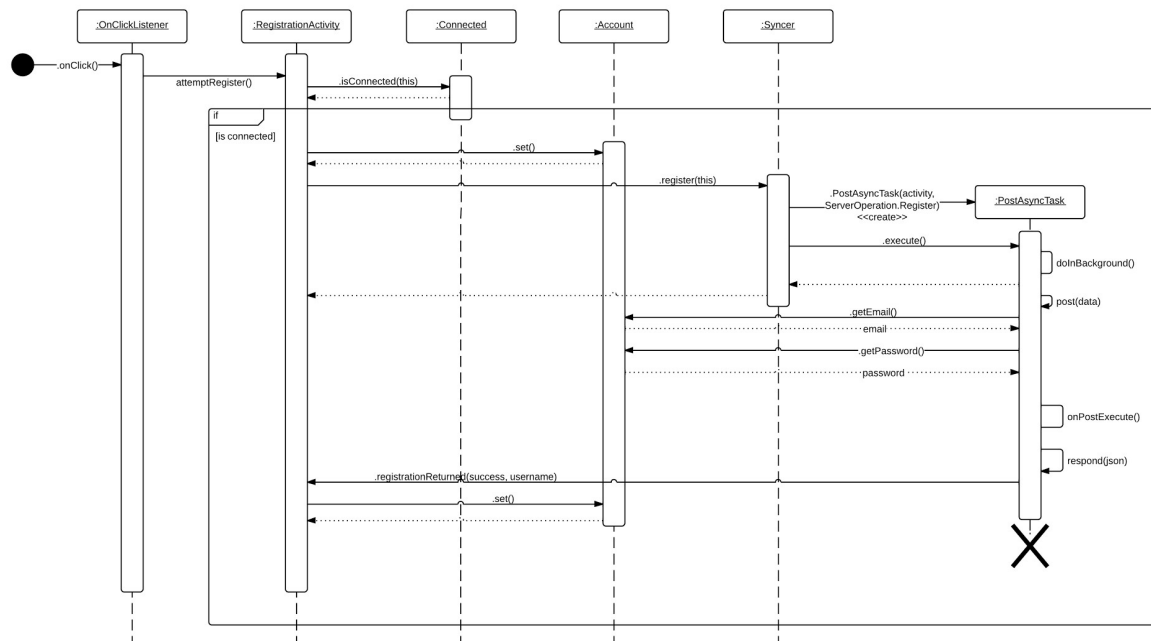 :OnClickListener
:RegistrationActivity
:Connected
:Account
:Syncer
.onClick()
attemptRegister()
.isConnected(this)
if
[is connected]
.set()
.register(this)
.PostAsyncTask(activity,
ServerOperation.Register)
<<create>>
:PostAsyncTask
.execute()
doInBackground()
post(data)
.getEmail()
email
.getPassword()
password
onPostExecute()
respond(json)
.registrationReturned(success, username)
.set()